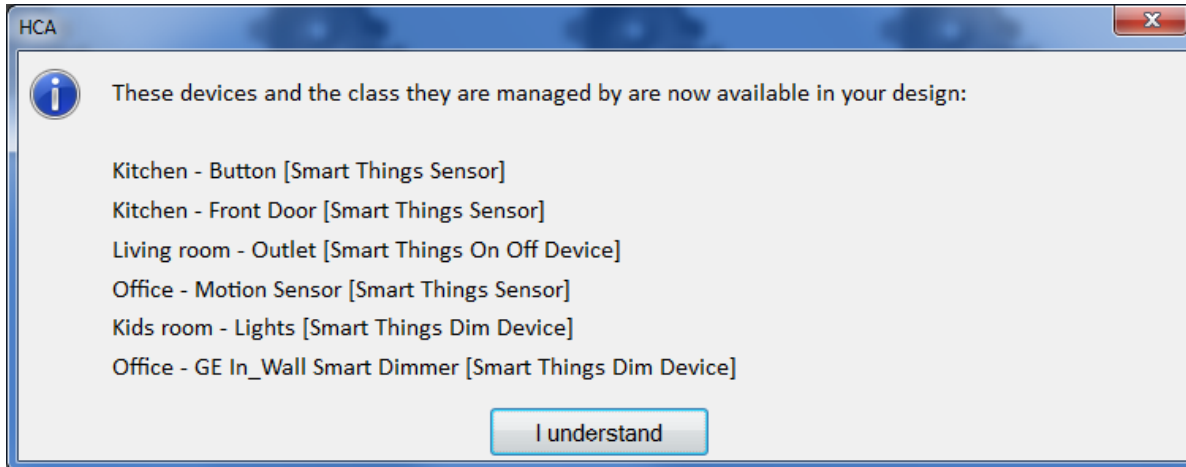 HCA
These devices and the class they are managed by are now available in your design:
Kitchen - Button [Smart Things Sensor]
Kitchen - Front Door [Smart Things Sensor]
Living room - Outlet [Smart Things On Off Device]
Office - Motion Sensor [Smart Things Sensor]
Kids room - Lights [Smart Things Dim Device]
Office - GE In_Wall Smart Dimmer [Smart Things Dim Device]
I understand